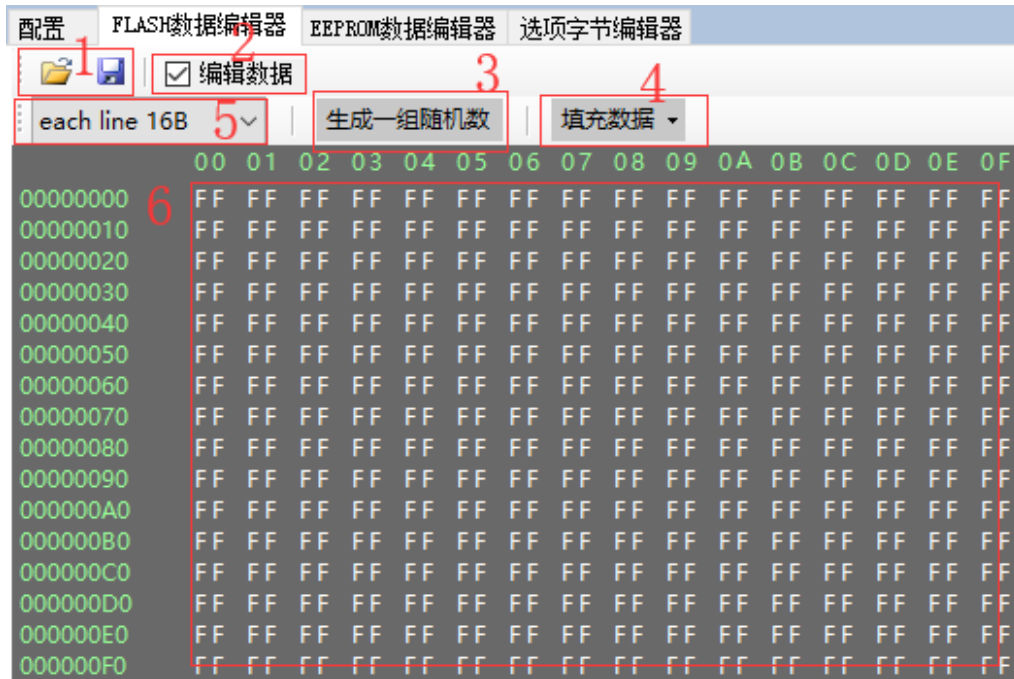 配置 FLASH数据编辑器 EEPROM数据编辑器 选项字节编辑器
1 编辑数据 2 3 4
each line 16B 5 生成一组随机数 填充数据
00 01 02 03 04 05 06 07 08 09 0A 0B 0C 0D 0E 0F
6
00000000 FF FF FF FF FF FF FF FF FF FF FF FF FF FF FF FF
00000010 FF FF FF FF FF FF FF FF FF FF FF FF FF FF FF FF
00000020 FF FF FF FF FF FF FF FF FF FF FF FF FF FF FF FF
00000030 FF FF FF FF FF FF FF FF FF FF FF FF FF FF FF FF
00000040 FF FF FF FF FF FF FF FF FF FF FF FF FF FF FF FF
00000050 FF FF FF FF FF FF FF FF FF FF FF FF FF FF FF FF
00000060 FF FF FF FF FF FF FF FF FF FF FF FF FF FF FF FF
00000070 FF FF FF FF FF FF FF FF FF FF FF FF FF FF FF FF
00000080 FF FF FF FF FF FF FF FF FF FF FF FF FF FF FF FF
00000090 FF FF FF FF FF FF FF FF FF FF FF FF FF FF FF FF
000000A0 FF FF FF FF FF FF FF FF FF FF FF FF FF FF FF FF
000000B0 FF FF FF FF FF FF FF FF FF FF FF FF FF FF FF FF
000000C0 FF FF FF FF FF FF FF FF FF FF FF FF FF FF FF FF
000000D0 FF FF FF FF FF FF FF FF FF FF FF FF FF FF FF FF
000000E0 FF FF FF FF FF FF FF FF FF FF FF FF FF FF FF FF
000000F0 FF FF FF FF FF FF FF FF FF FF FF FF FF FF FF FF